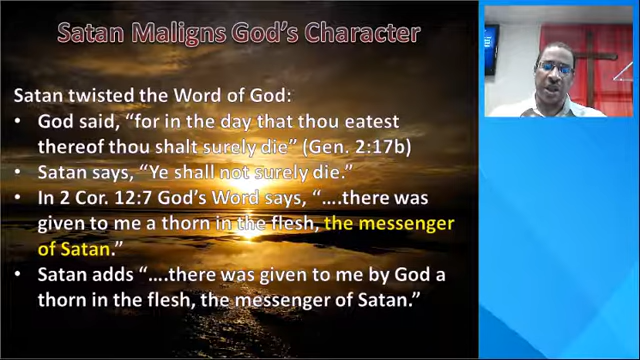 Satan Maligns God's Character
Satan twisted the Word of God:
• God said, "for in the day that thou eatest
thereof thou shalt surely die" (Gen. 2:17b)
• Satan says, "Ye shall not surely die."
• In 2 Cor. 12:7 God's Word says, "....there was
given to me a thorn in the flesh, the messenger
of Satan."
• Satan adds "....there was given to me by God a
thorn in the flesh, the messenger of Satan."